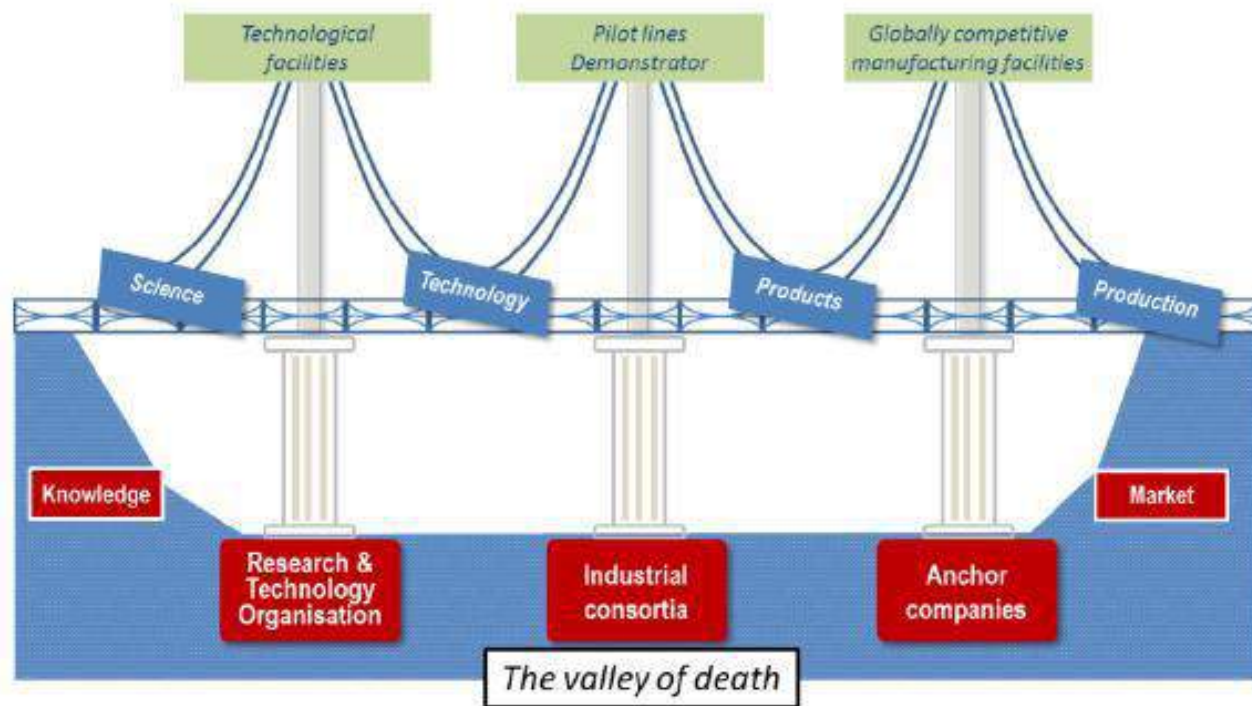 Technological
facilities
Pilot lines
Demonstrator
Globally competitive
manufacturing facilities
Science
Technology
Products
Production
Knowledge
Market
Research &
Technology
Organisation
Industrial
consortia
Anchor
companies
The valley of death